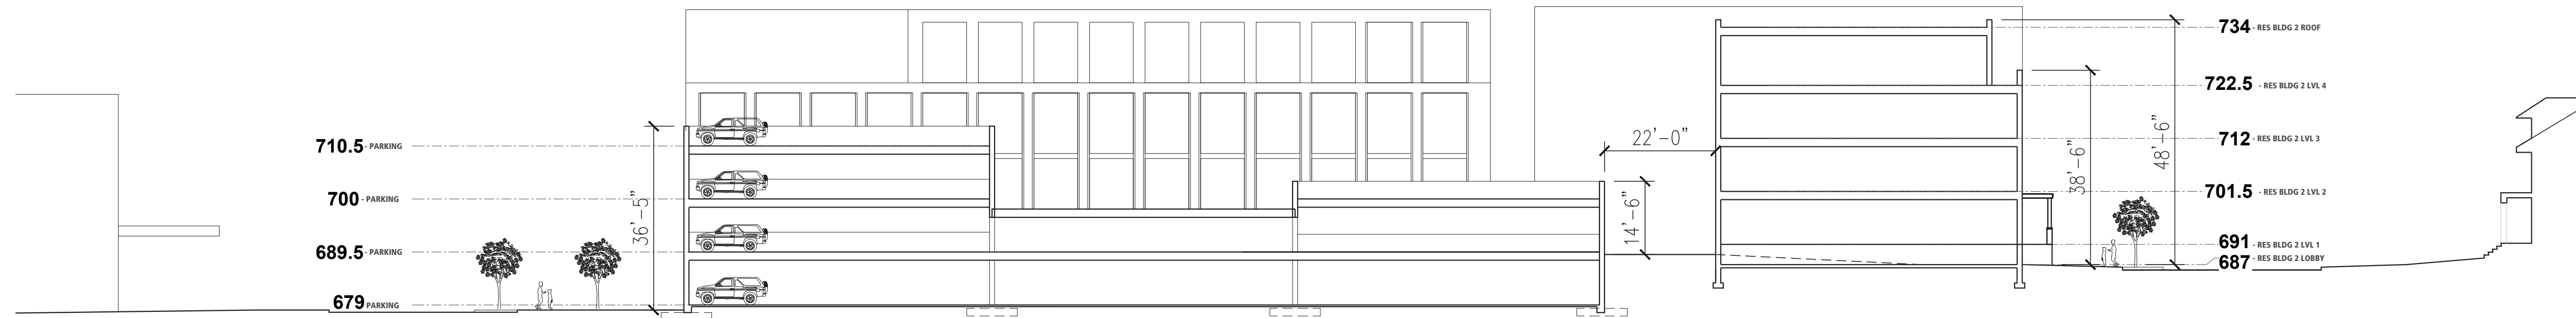 710.5 - PARKING
700 - PARKING
689.5 - PARKING
679 PARKING
36'-5"
14'-6"
22'-0"
38'-6"
48'-6"
734 - RES BLDG 2 ROOF
722.5 - RES BLDG 2 LVL 4
712 - RES BLDG 2 LVL 3
701.5 - RES BLDG 2 LVL 2
691 - RES BLDG 2 LVL 1
687 - RES BLDG 2 LOBBY